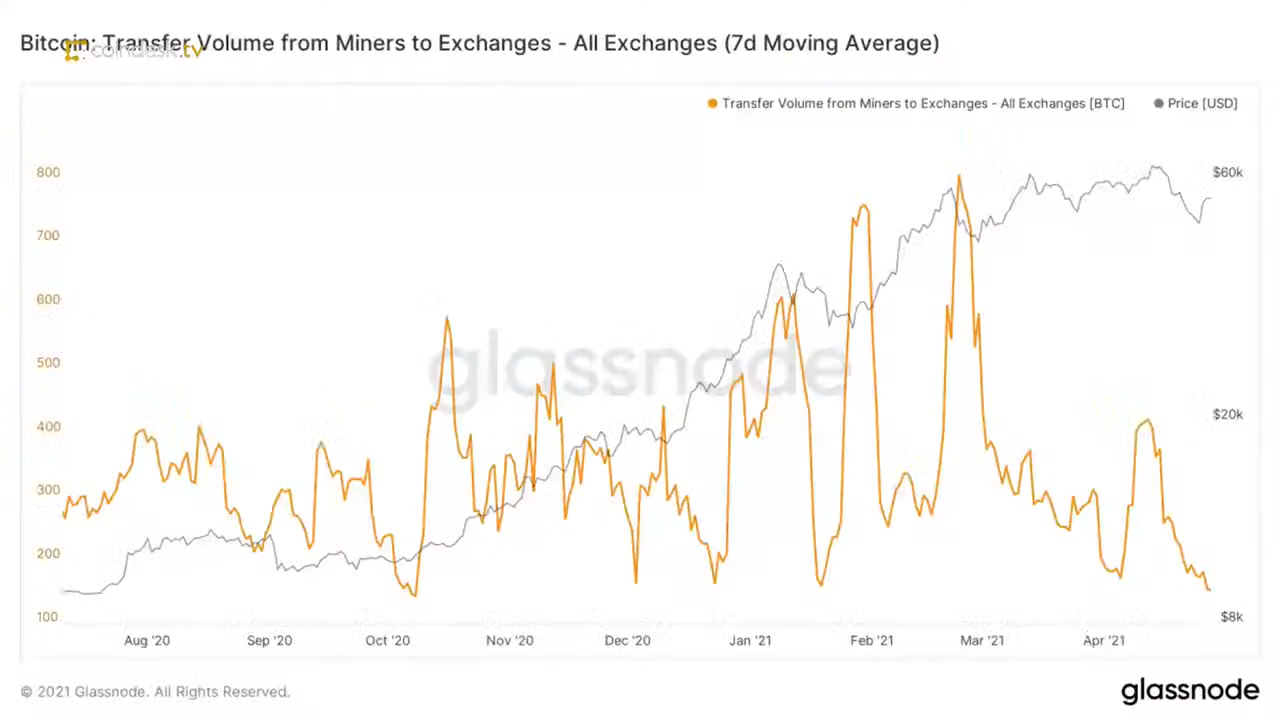 Bitcoin: Transfer Volume from Miners to Exchanges - All Exchanges (7d Moving Average)
coindesk.tv
Transfer Volume from Miners to Exchanges - All Exchanges [BTC] Price [USD]
800 $60k
700
600
500
glassnode
400 $20k
300
200
100 $8k
Aug '20 Sep '20 Oct '20 Nov '20 Dec '20 Jan '21 Feb '21 Mar '21 Apr '21
© 2021 Glassnode. All Rights Reserved. glassnode